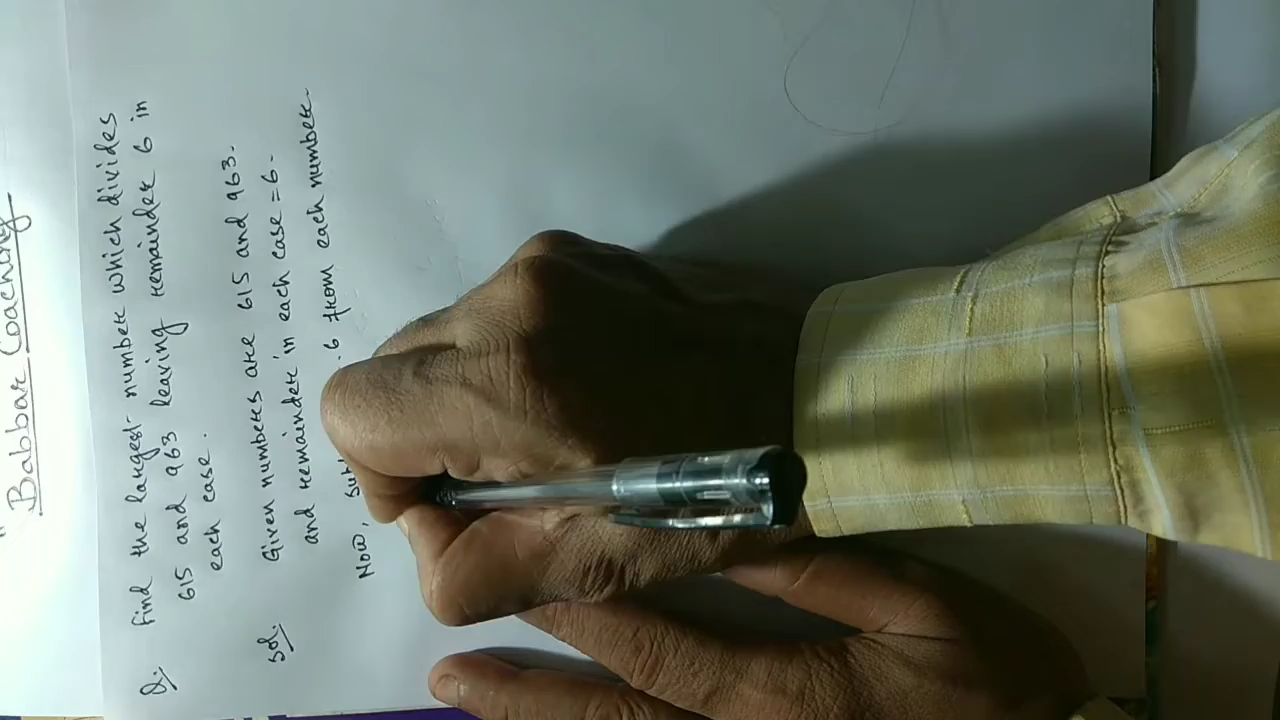 " Babbar Coaching
Q. Find the largest number which divides
615 and 963 leaving remainder 6 in
each case.
Sol. Given numbers are 615 and 963.
and remainder in each case = 6.
Now, 6 from each number.